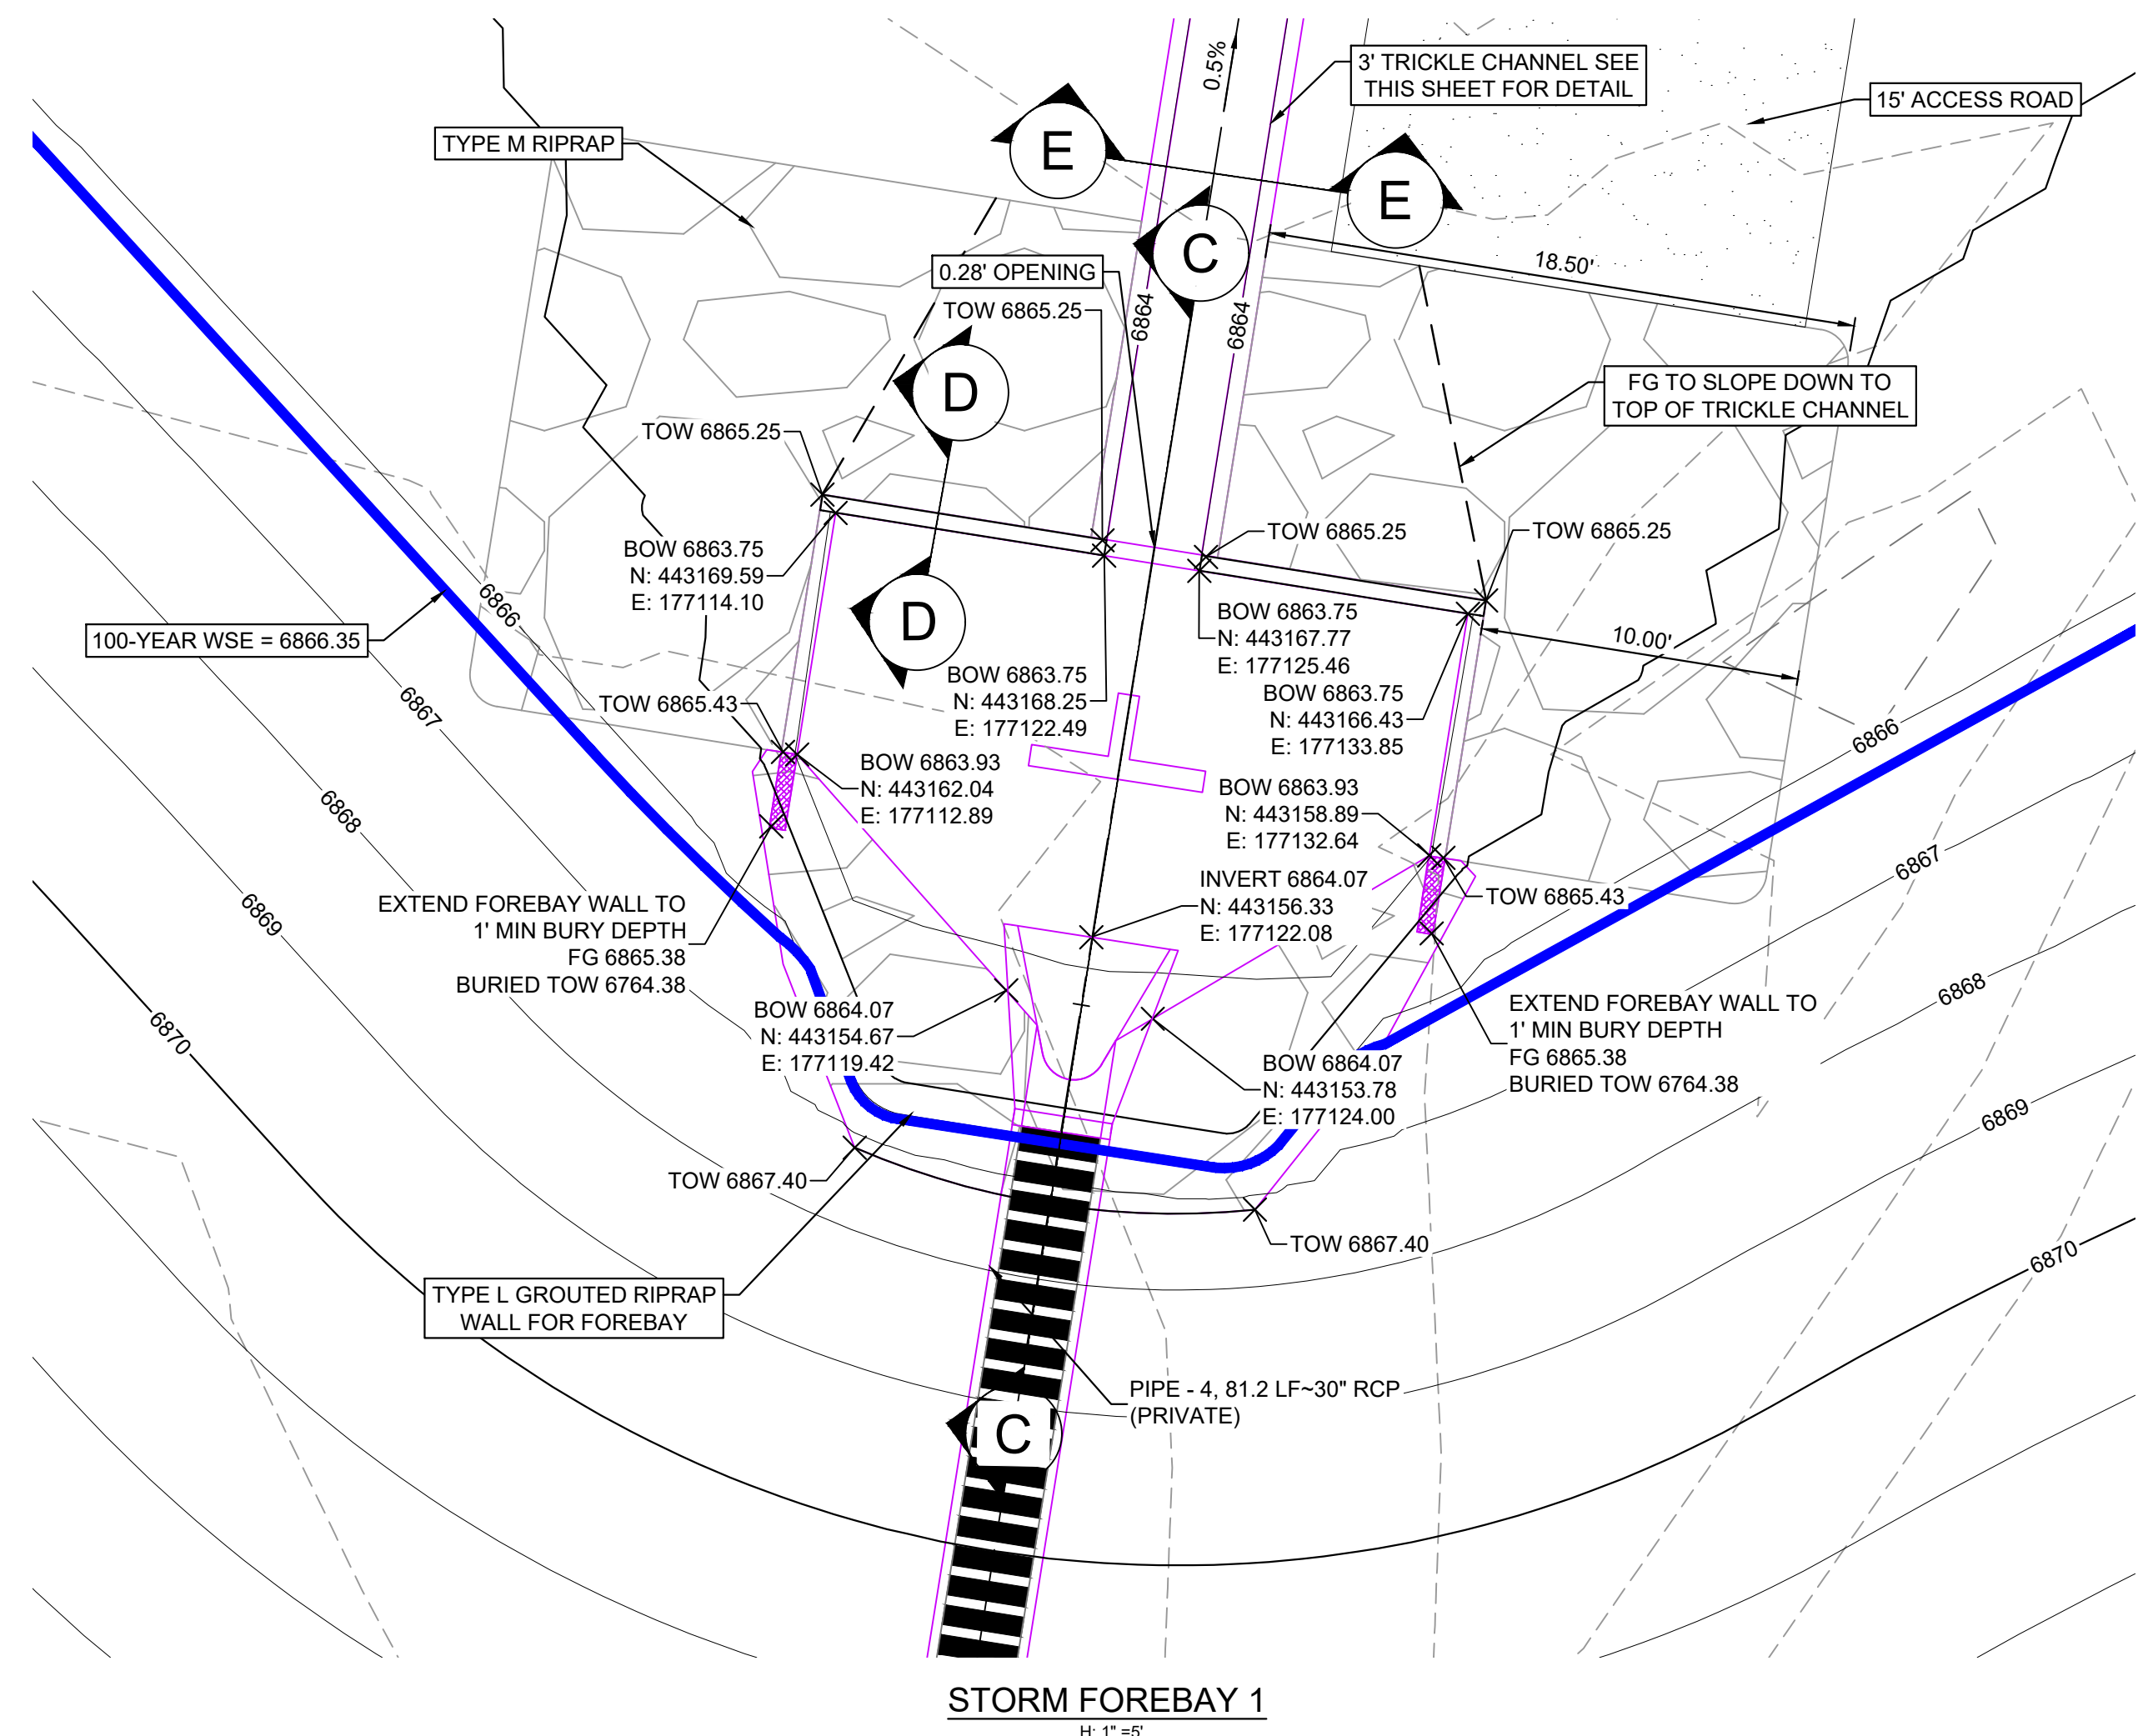 0.5%
3' TRICKLE CHANNEL SEE
THIS SHEET FOR DETAIL
15' ACCESS ROAD
TYPE M RIPRAP
E
E
C
0.28' OPENING
TOW 6865.25
18.50'
6864
6864
D
FG TO SLOPE DOWN TO
TOP OF TRICKLE CHANNEL
TOW 6865.25
TOW 6865.25
TOW 6865.25
BOW 6863.75
N: 443169.59
E: 177114.10
6866
D
BOW 6863.75
N: 443167.77
E: 177125.46
10.00'
100-YEAR WSE = 6866.35
BOW 6863.75
N: 443168.25
E: 177122.49
BOW 6863.75
N: 443166.43
E: 177133.85
6867
TOW 6865.43
6866
BOW 6863.93
N: 443162.04
E: 177112.89
BOW 6863.93
N: 443158.89
E: 177132.64
6868
6867
INVERT 6864.07
N: 443156.33
E: 177122.08
TOW 6865.43
6869
EXTEND FOREBAY WALL TO
1' MIN BURY DEPTH
FG 6865.38
BURIED TOW 6764.38
6868
6870
BOW 6864.07
N: 443154.67
E: 177119.42
EXTEND FOREBAY WALL TO
1' MIN BURY DEPTH
FG 6865.38
BURIED TOW 6764.38
BOW 6864.07
N: 443153.78
E: 177124.00
6869
TOW 6867.40
TOW 6867.40
6870
TYPE L GROUTED RIPRAP
WALL FOR FOREBAY
PIPE - 4, 81.2 LF~30" RCP
(PRIVATE)
C
STORM FOREBAY 1
H: 1" =5'